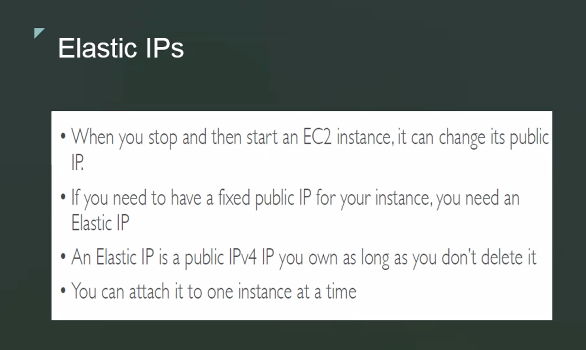 Elastic IPs
• When you stop and then start an EC2 instance, it can change its public
IP.
• If you need to have a fixed public IP for your instance, you need an
Elastic IP
• An Elastic IP is a public IPv4 IP you own as long as you don't delete it
• You can attach it to one instance at a time